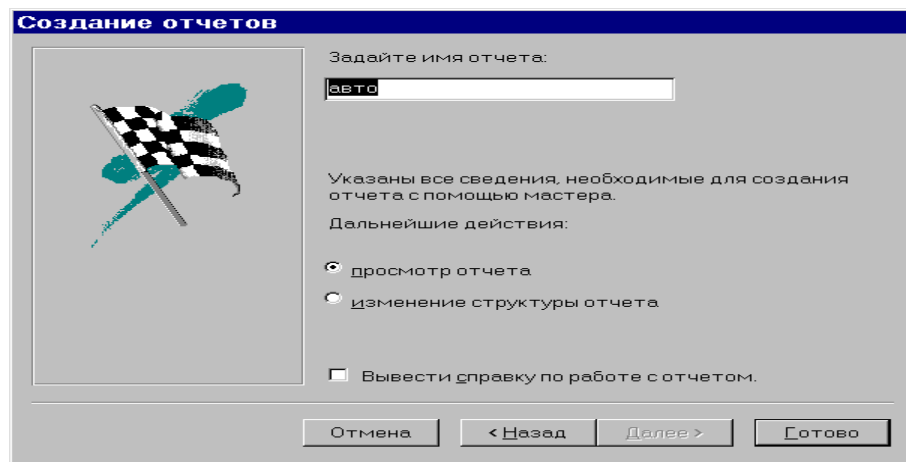 Создание отчетов
Задайте имя отчета:
авто
Указаны все сведения, необходимые для создания
отчета с помощью мастера.
Дальнейшие действия:
просмотр отчета
изменение структуры отчета
Вывести справку по работе с отчетом.
Отмена
< Назад
Далее >
Готово